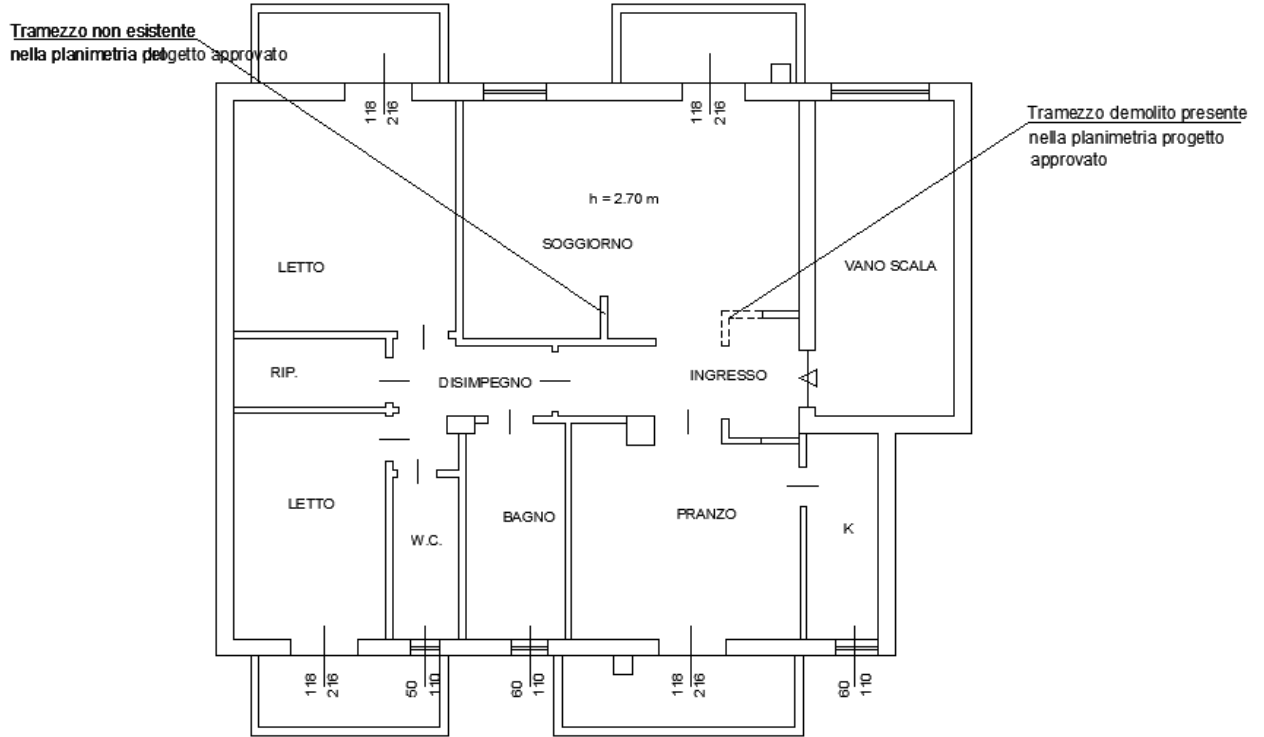 Tramezzo non esistente
nella planimetria progetto approvato
118
216
118
216
Tramezzo demolito presente
nella planimetria progetto
approvato
h = 2.70 m
SOGGIORNO
LETTO
VANO SCALA
RIP.
DISIMPEGNO
INGRESSO
LETTO
BAGNO
PRANZO
W.C.
K
118
216
50
110
60
110
118
216
60
110